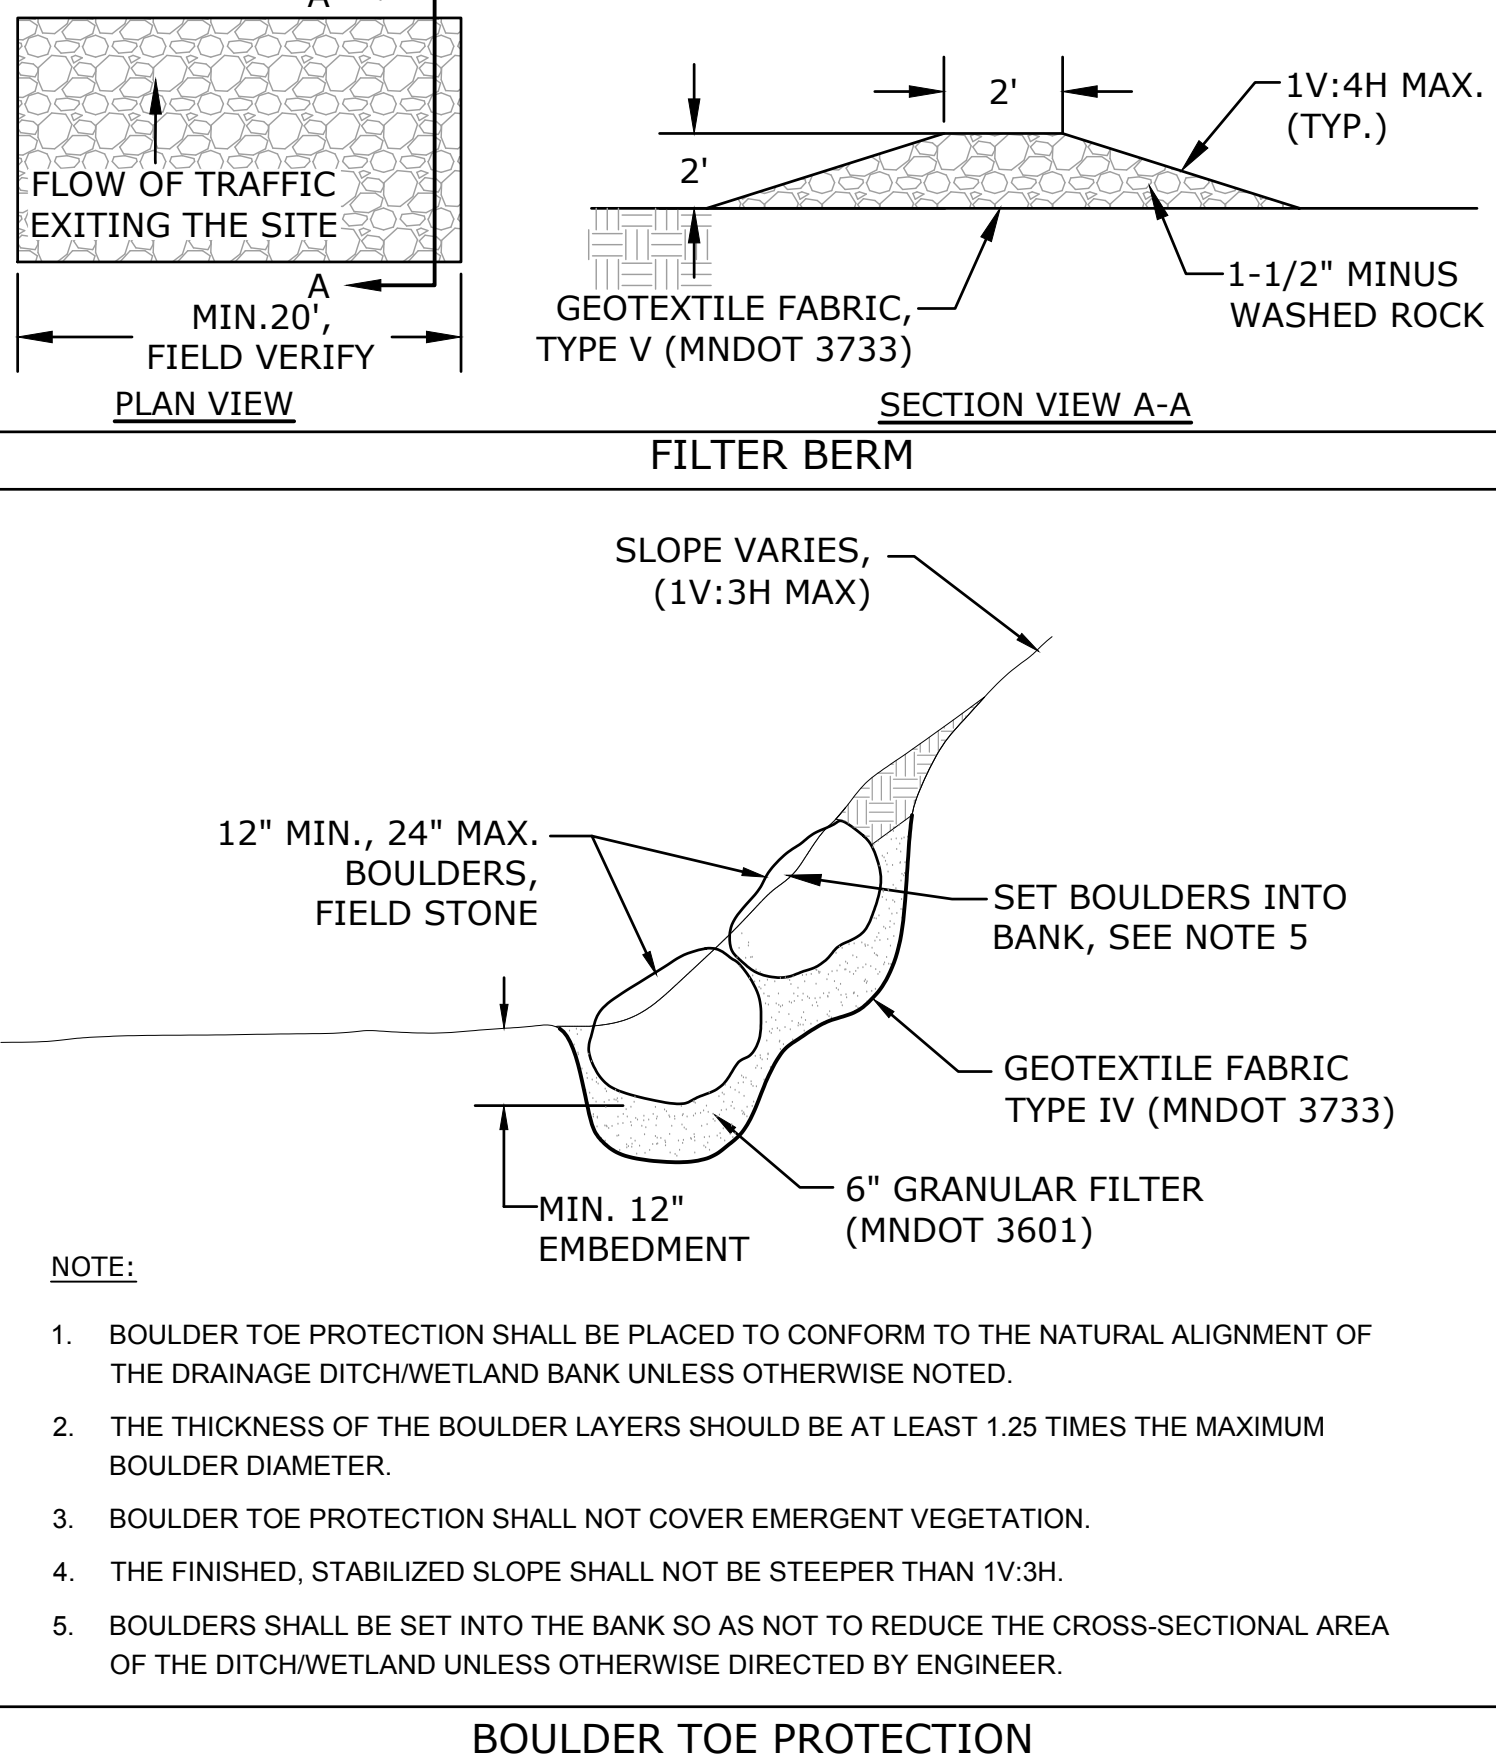 A
FLOW OF TRAFFIC
EXITING THE SITE
A
MIN.20',
FIELD VERIFY
PLAN VIEW
2'
2'
1V:4H MAX.
(TYP.)
1-1/2" MINUS
WASHED ROCK
GEOTEXTILE FABRIC,
TYPE V (MNDOT 3733)
SECTION VIEW A-A
FILTER BERM
SLOPE VARIES,
(1V:3H MAX)
12" MIN., 24" MAX.
BOULDERS,
FIELD STONE
SET BOULDERS INTO
BANK, SEE NOTE 5
GEOTEXTILE FABRIC
TYPE IV (MNDOT 3733)
6" GRANULAR FILTER
(MNDOT 3601)
MIN. 12"
EMBEDMENT
NOTE:
1. BOULDER TOE PROTECTION SHALL BE PLACED TO CONFORM TO THE NATURAL ALIGNMENT OF
THE DRAINAGE DITCH/WETLAND BANK UNLESS OTHERWISE NOTED.
2. THE THICKNESS OF THE BOULDER LAYERS SHOULD BE AT LEAST 1.25 TIMES THE MAXIMUM
BOULDER DIAMETER.
3. BOULDER TOE PROTECTION SHALL NOT COVER EMERGENT VEGETATION.
4. THE FINISHED, STABILIZED SLOPE SHALL NOT BE STEEPER THAN 1V:3H.
5. BOULDERS SHALL BE SET INTO THE BANK SO AS NOT TO REDUCE THE CROSS-SECTIONAL AREA
OF THE DITCH/WETLAND UNLESS OTHERWISE DIRECTED BY ENGINEER.
BOULDER TOE PROTECTION